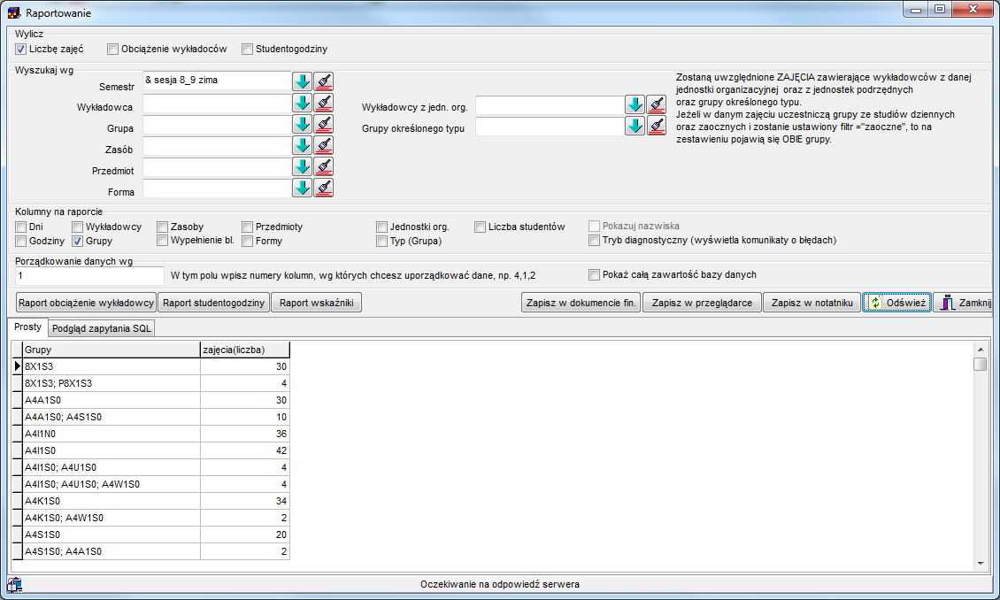 Raportowanie
Wylicz
Liczbę zajęć
Obciążenie wykładoców
Studentogodziny
Wyszukaj wg
Semestr
& sesja 8_9 zima
Wykładowca
Grupa
Zasób
Przedmiot
Forma
Wykładowcy z jedn. org.
Grupy określonego typu
Zostaną uwzględnione ZAJĘCIA zawierające wykładowców z danej
jednostki organizacyjnej oraz z jednostek podrzędnych
oraz grupy określonego typu.
Jeżeli w danym zajęciu uczestniczą grupy ze studiów dziennych
oraz zaocznych i zostanie ustawiony filtr ="zaoczne", to na
zestawieniu pojawią się OBIE grupy.
Kolumny na raporcie
Dni
Wykładowcy
Zasoby
Przedmioty
Jednostki org.
Liczba studentów
Pokazuj nazwiska
Godziny
Grupy
Wypełnienie bl.
Formy
Typ (Grupa)
Tryb diagnostyczny (wyświetla komunikaty o błędach)
Porządkowanie danych wg
1
W tym polu wpisz numery kolumn, wg których chcesz uporządkować dane, np. 4,1,2
Pokaż całą zawartość bazy danych
Raport obciążenie wykładowcy
Raport studentogodziny
Raport wskaźniki
Zapisz w dokumencie fin.
Zapisz w przeglądarce
Zapisz w notatniku
Odśwież
Zamknij
Prosty
Podgląd zapytania SQL
Grupy zajęcia(liczba)
8X1S3 30
8X1S3; P8X1S3 4
A4A1S0 30
A4A1S0; A4S1S0 10
A4I1N0 36
A4I1S0 42
A4I1S0; A4U1S0 4
A4I1S0; A4U1S0; A4W1S0 4
A4K1S0 34
A4K1S0; A4W1S0 2
A4S1S0 20
A4S1S0; A4A1S0 2
Oczekiwanie na odpowiedź serwera